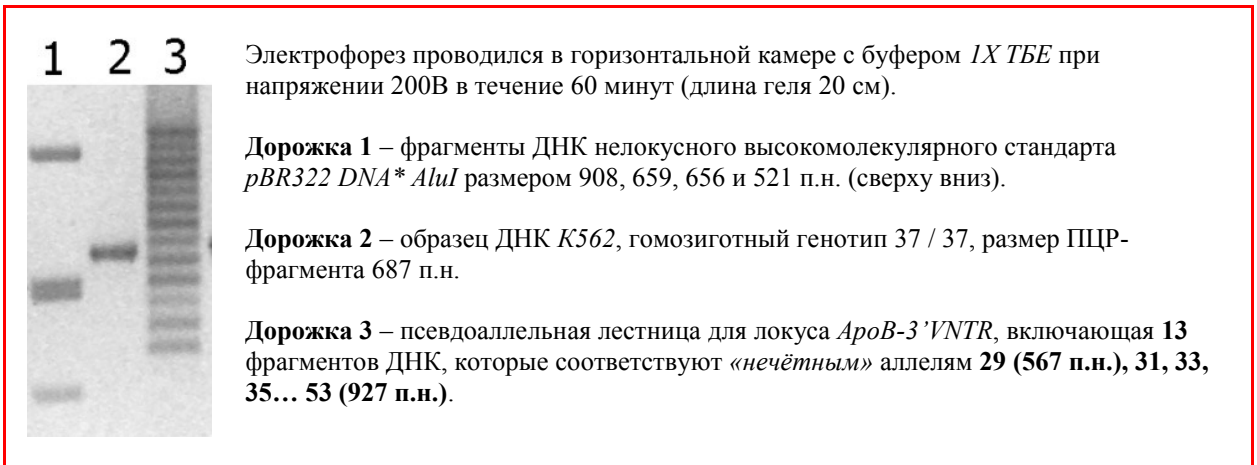 1 2 3
Электрофорез проводился в горизонтальной камере с буфером 1X ТБЕ при
напряжении 200В в течение 60 минут (длина геля 20 см).
Дорожка 1 – фрагменты ДНК нелокусного высокомолекулярного стандарта
pBR322 DNA* AluI размером 908, 659, 656 и 521 п.н. (сверху вниз).
Дорожка 2 – образец ДНК K562, гомозиготный генотип 37 / 37, размер ПЦР-
фрагмента 687 п.н.
Дорожка 3 – псевдоаллельная лестница для локуса ApoB-3’VNTR, включающая 13
фрагментов ДНК, которые соответствуют «нечётным» аллелям 29 (567 п.н.), 31, 33,
35… 53 (927 п.н.).